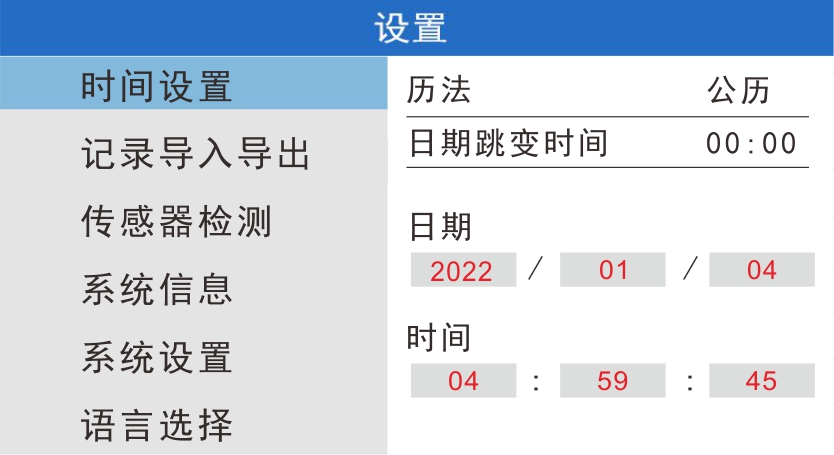 设置
时间设置
记录导入导出
传感器检测
系统信息
系统设置
语言选择
历法 公历
日期跳变时间 00:00
日期
2022 / 01 / 04
时间
04 : 59 : 45